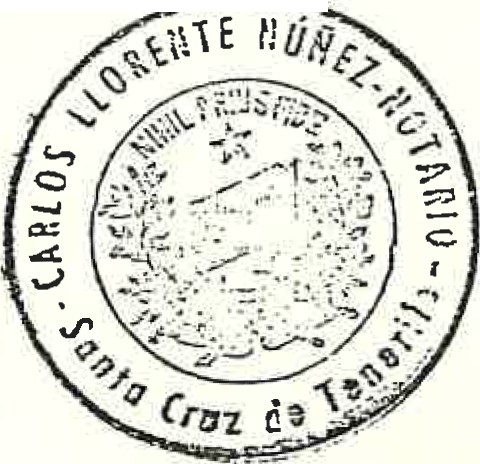 - CARLOS LLORENTE NÚÑEZ-NOTARIO -
Santa Cruz de Tenerife
NIHIL PRIUS FIDE